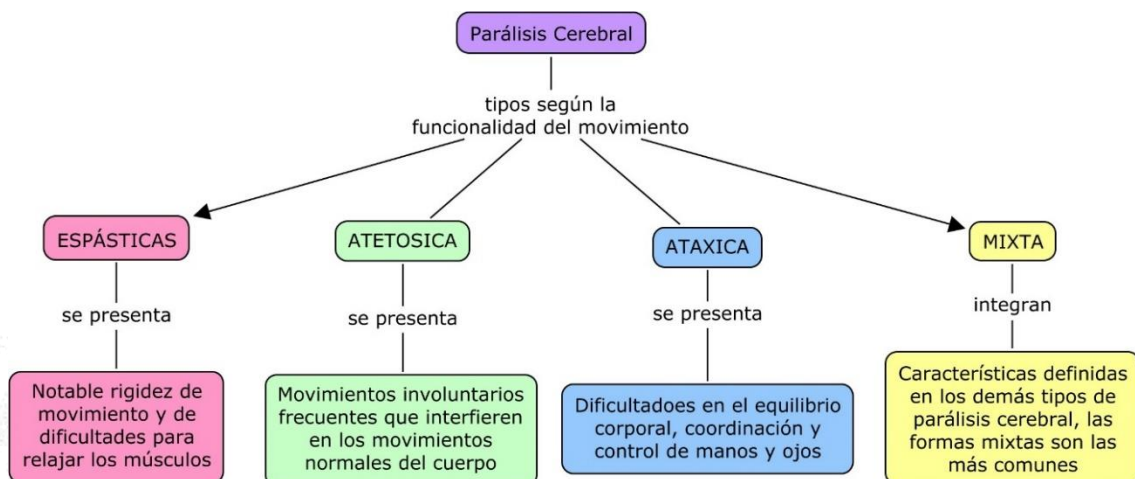 Parálisis Cerebral
tipos según la
funcionalidad del movimiento
ESPÁSTICAS
ATETOSICA
ATAXICA
MIXTA
se presenta
se presenta
se presenta
integran
Notable rigidez de
movimiento y de
dificultades para
relajar los músculos
Movimientos involuntarios
frecuentes que interfieren
en los movimientos
normales del cuerpo
Dificultadoes en el equilibrio
corporal, coordinación y
control de manos y ojos
Características definidas
en los demás tipos de
parálisis cerebral, las
formas mixtas son las
más comunes